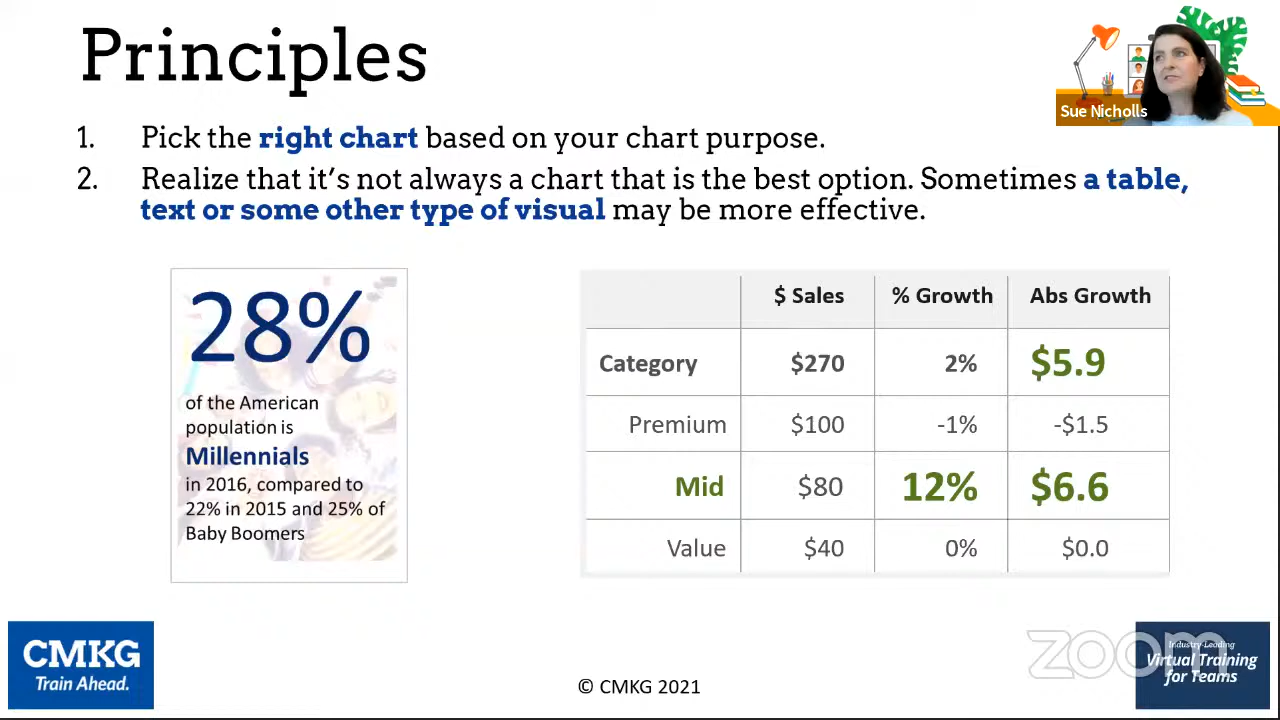 Principles
Sue Nicholls
1. Pick the right chart based on your chart purpose.
2. Realize that it’s not always a chart that is the best option. Sometimes a table,
text or some other type of visual may be more effective.
28%
of the American
population is
Millennials
in 2016, compared to
22% in 2015 and 25% of
Baby Boomers
$ Sales % Growth Abs Growth
Category $270 2% $5.9
Premium $100 -1% -$1.5
Mid $80 12% $6.6
Value $40 0% $0.0
CMKG
Train Ahead.
© CMKG 2021
zoom
Industry-Leading
Virtual Training
for Teams